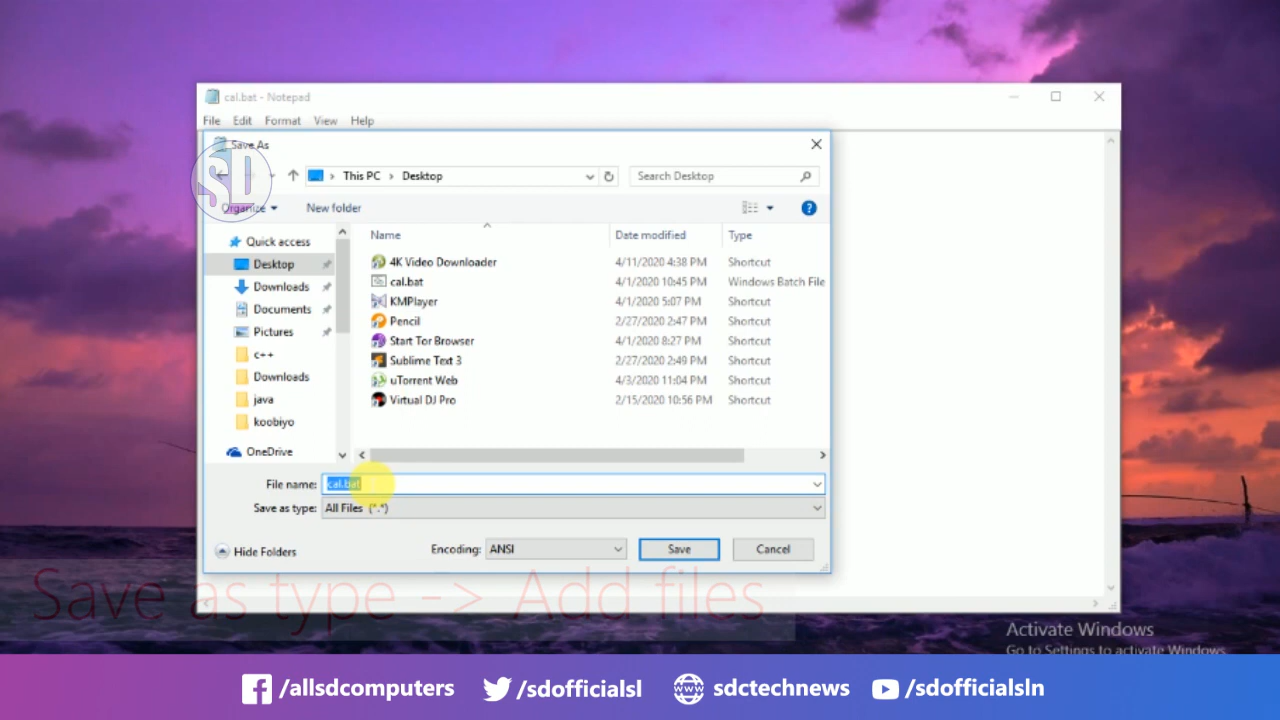 cal.bat - Notepad
File Edit Format View Help
Save As
SD
This PC > Desktop
Search Desktop
Organize
New folder
Name
Date modified
Type
Quick access
Desktop
Downloads
Documents
Pictures
c++
Downloads
java
koobiyo
OneDrive
4K Video Downloader 4/11/2020 4:38 PM Shortcut
cal.bat 4/1/2020 10:45 PM Windows Batch File
KMPlayer 4/1/2020 5:07 PM Shortcut
Pencil 2/27/2020 2:47 PM Shortcut
Start Tor Browser 4/1/2020 8:27 PM Shortcut
Sublime Text 3 2/27/2020 2:49 PM Shortcut
uTorrent Web 4/3/2020 11:04 PM Shortcut
Virtual DJ Pro 2/15/2020 10:56 PM Shortcut
File name: cal.bat
Save as type: All Files (*.*)
Hide Folders
Encoding: ANSI
Save
Cancel
Save as type -> Add files
Activate Windows
Go to Settings to activate Windows.
/allsdcomputers
/sdofficialsl
sdctechnews
/sdofficialsln